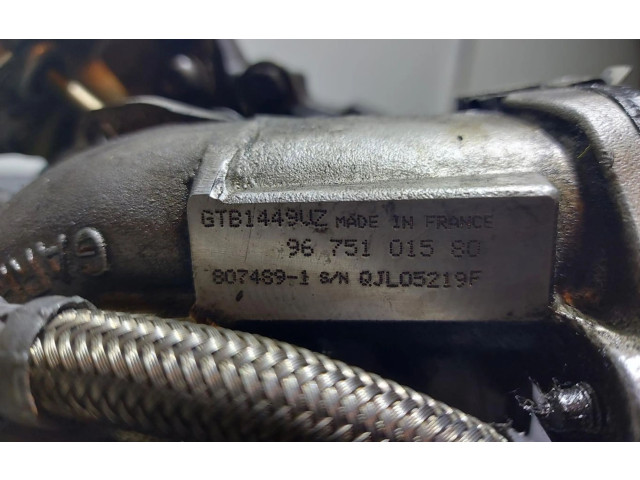 GTB1449VZ MADE IN FRANCE
96 751 015 80
807489-1 S/N QJL05219F